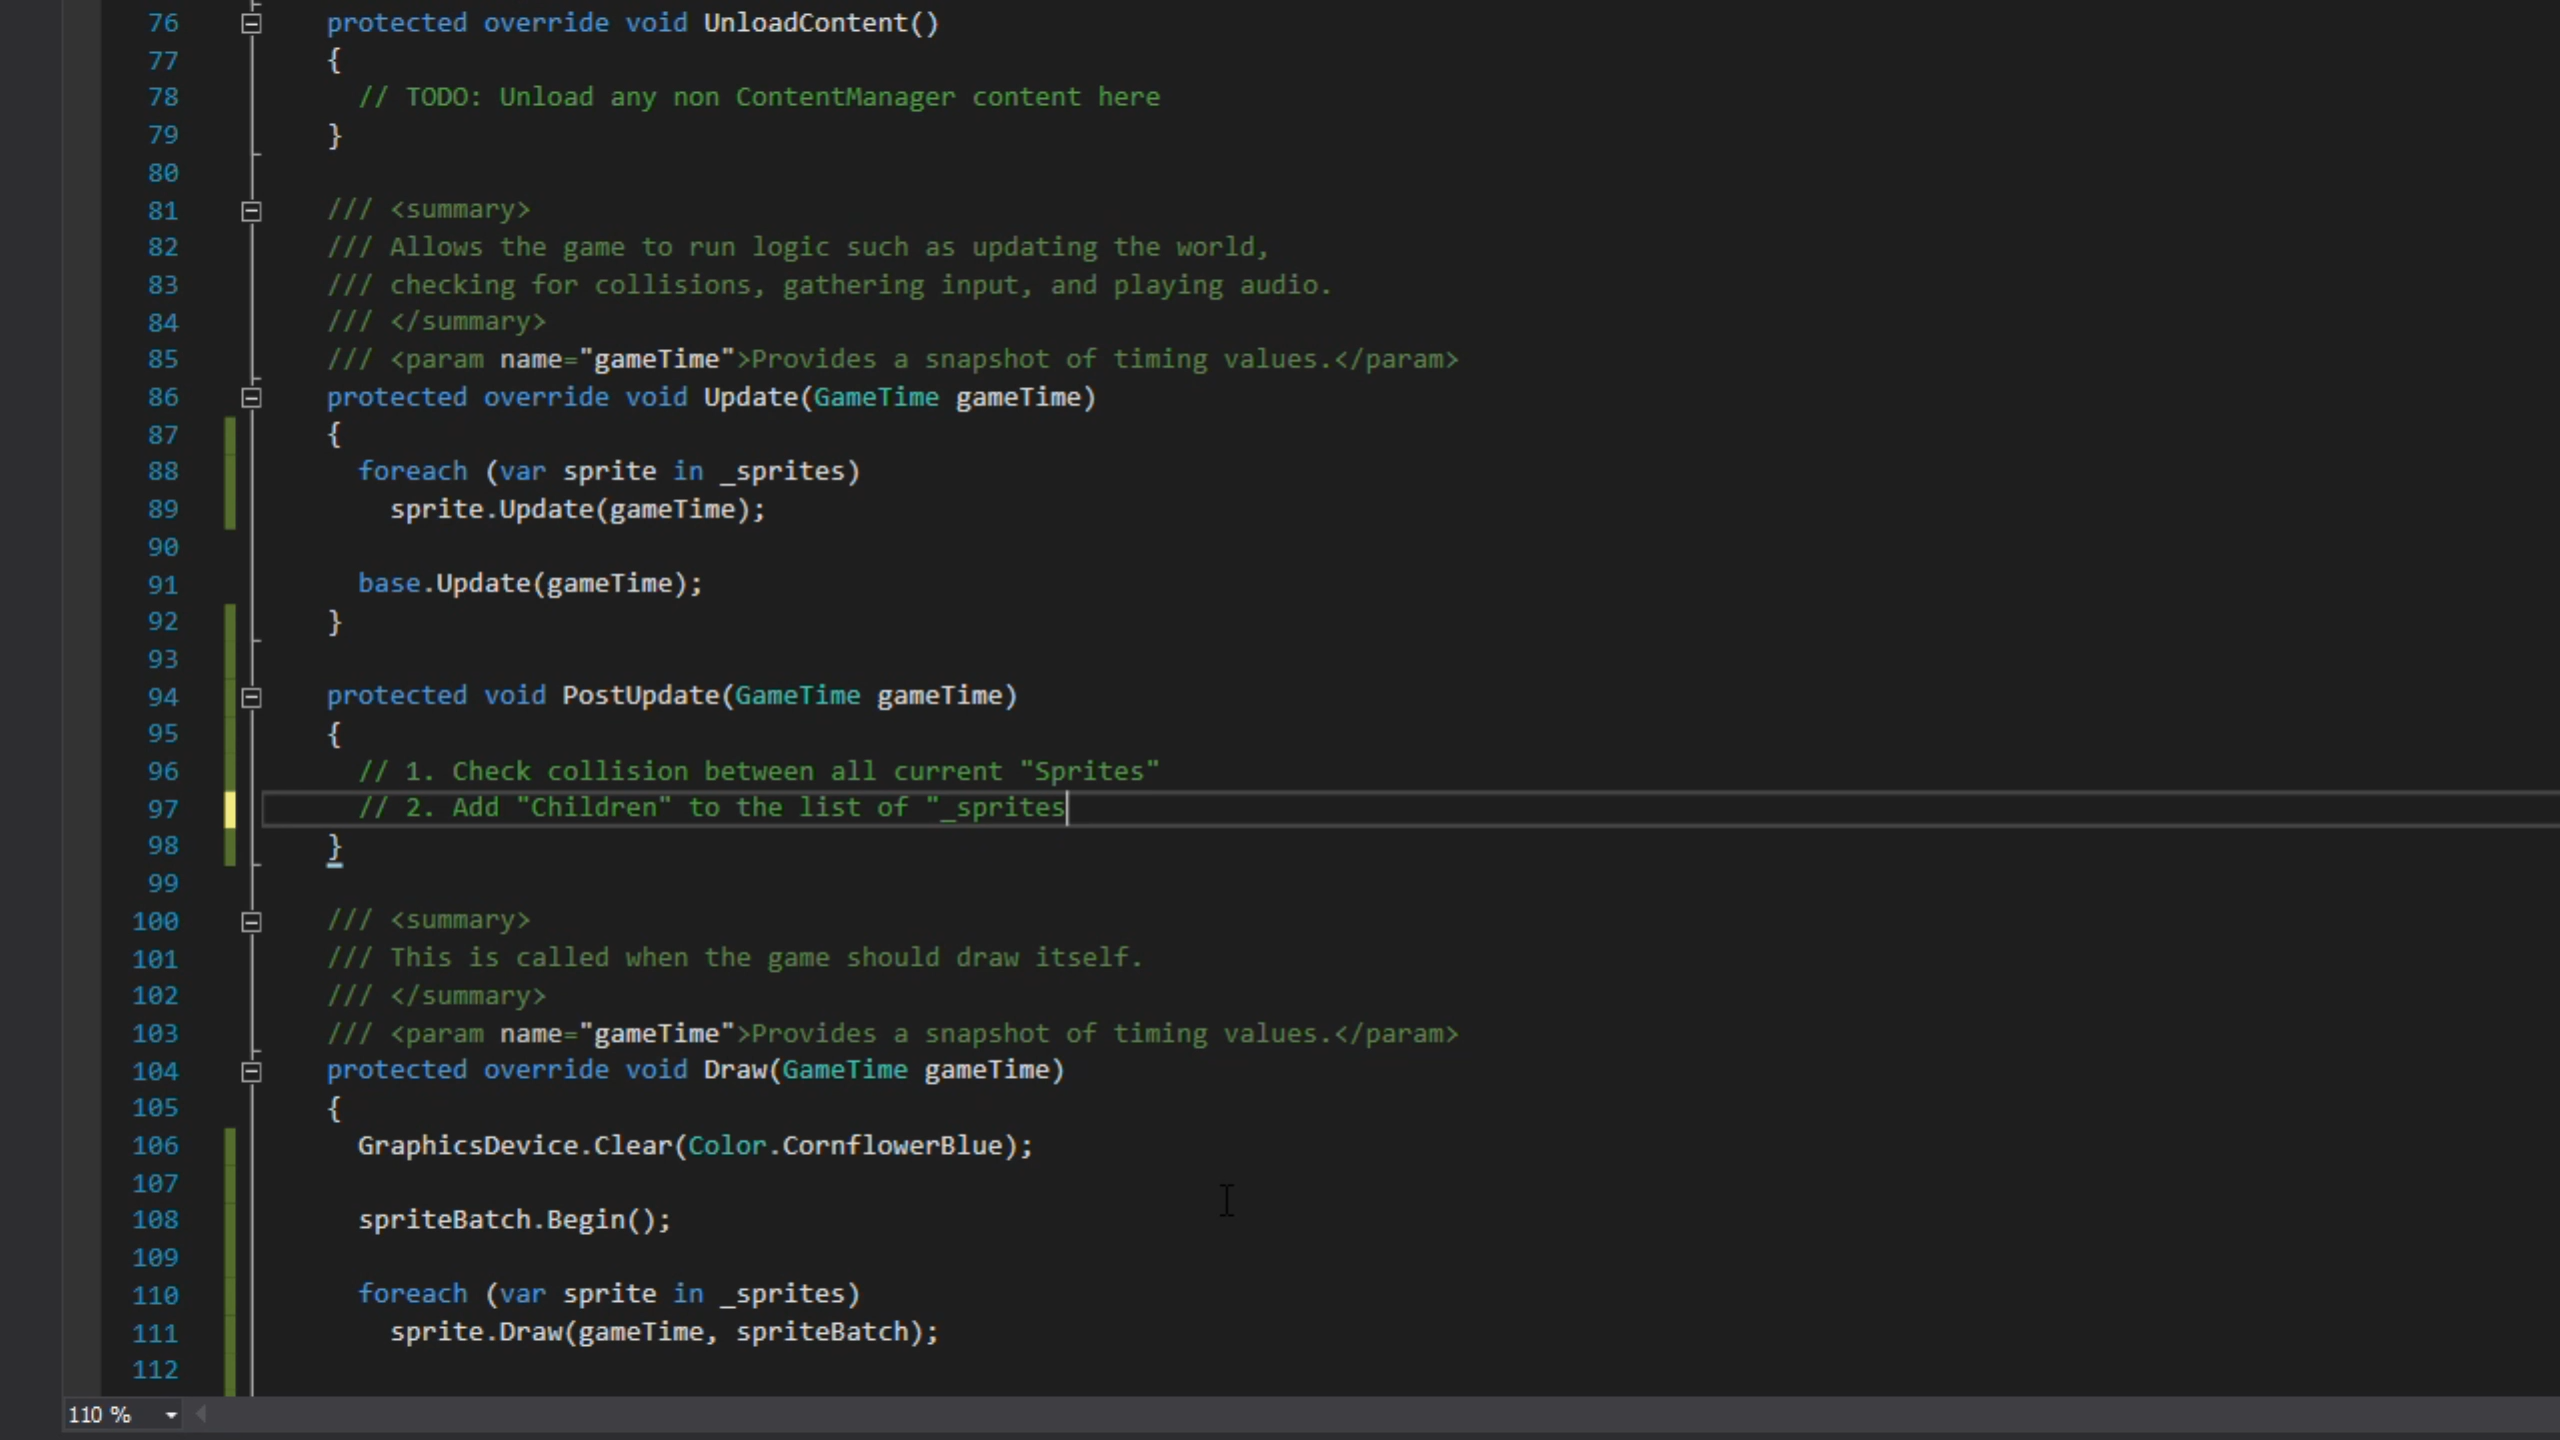 76 protected override void UnloadContent()
77 {
78 // TODO: Unload any non ContentManager content here
79 }
80
81 /// <summary>
82 /// Allows the game to run logic such as updating the world,
83 /// checking for collisions, gathering input, and playing audio.
84 /// </summary>
85 /// <param name="gameTime">Provides a snapshot of timing values.</param>
86 protected override void Update(GameTime gameTime)
87 {
88 foreach (var sprite in _sprites)
89 sprite.Update(gameTime);
90
91 base.Update(gameTime);
92 }
93
94 protected void PostUpdate(GameTime gameTime)
95 {
96 // 1. Check collision between all current "Sprites"
97 // 2. Add "Children" to the list of "_sprites
98 }
99
100 /// <summary>
101 /// This is called when the game should draw itself.
102 /// </summary>
103 /// <param name="gameTime">Provides a snapshot of timing values.</param>
104 protected override void Draw(GameTime gameTime)
105 {
106 GraphicsDevice.Clear(Color.CornflowerBlue);
107
108 spriteBatch.Begin();
109
110 foreach (var sprite in _sprites)
111 sprite.Draw(gameTime, spriteBatch);
112
110 %